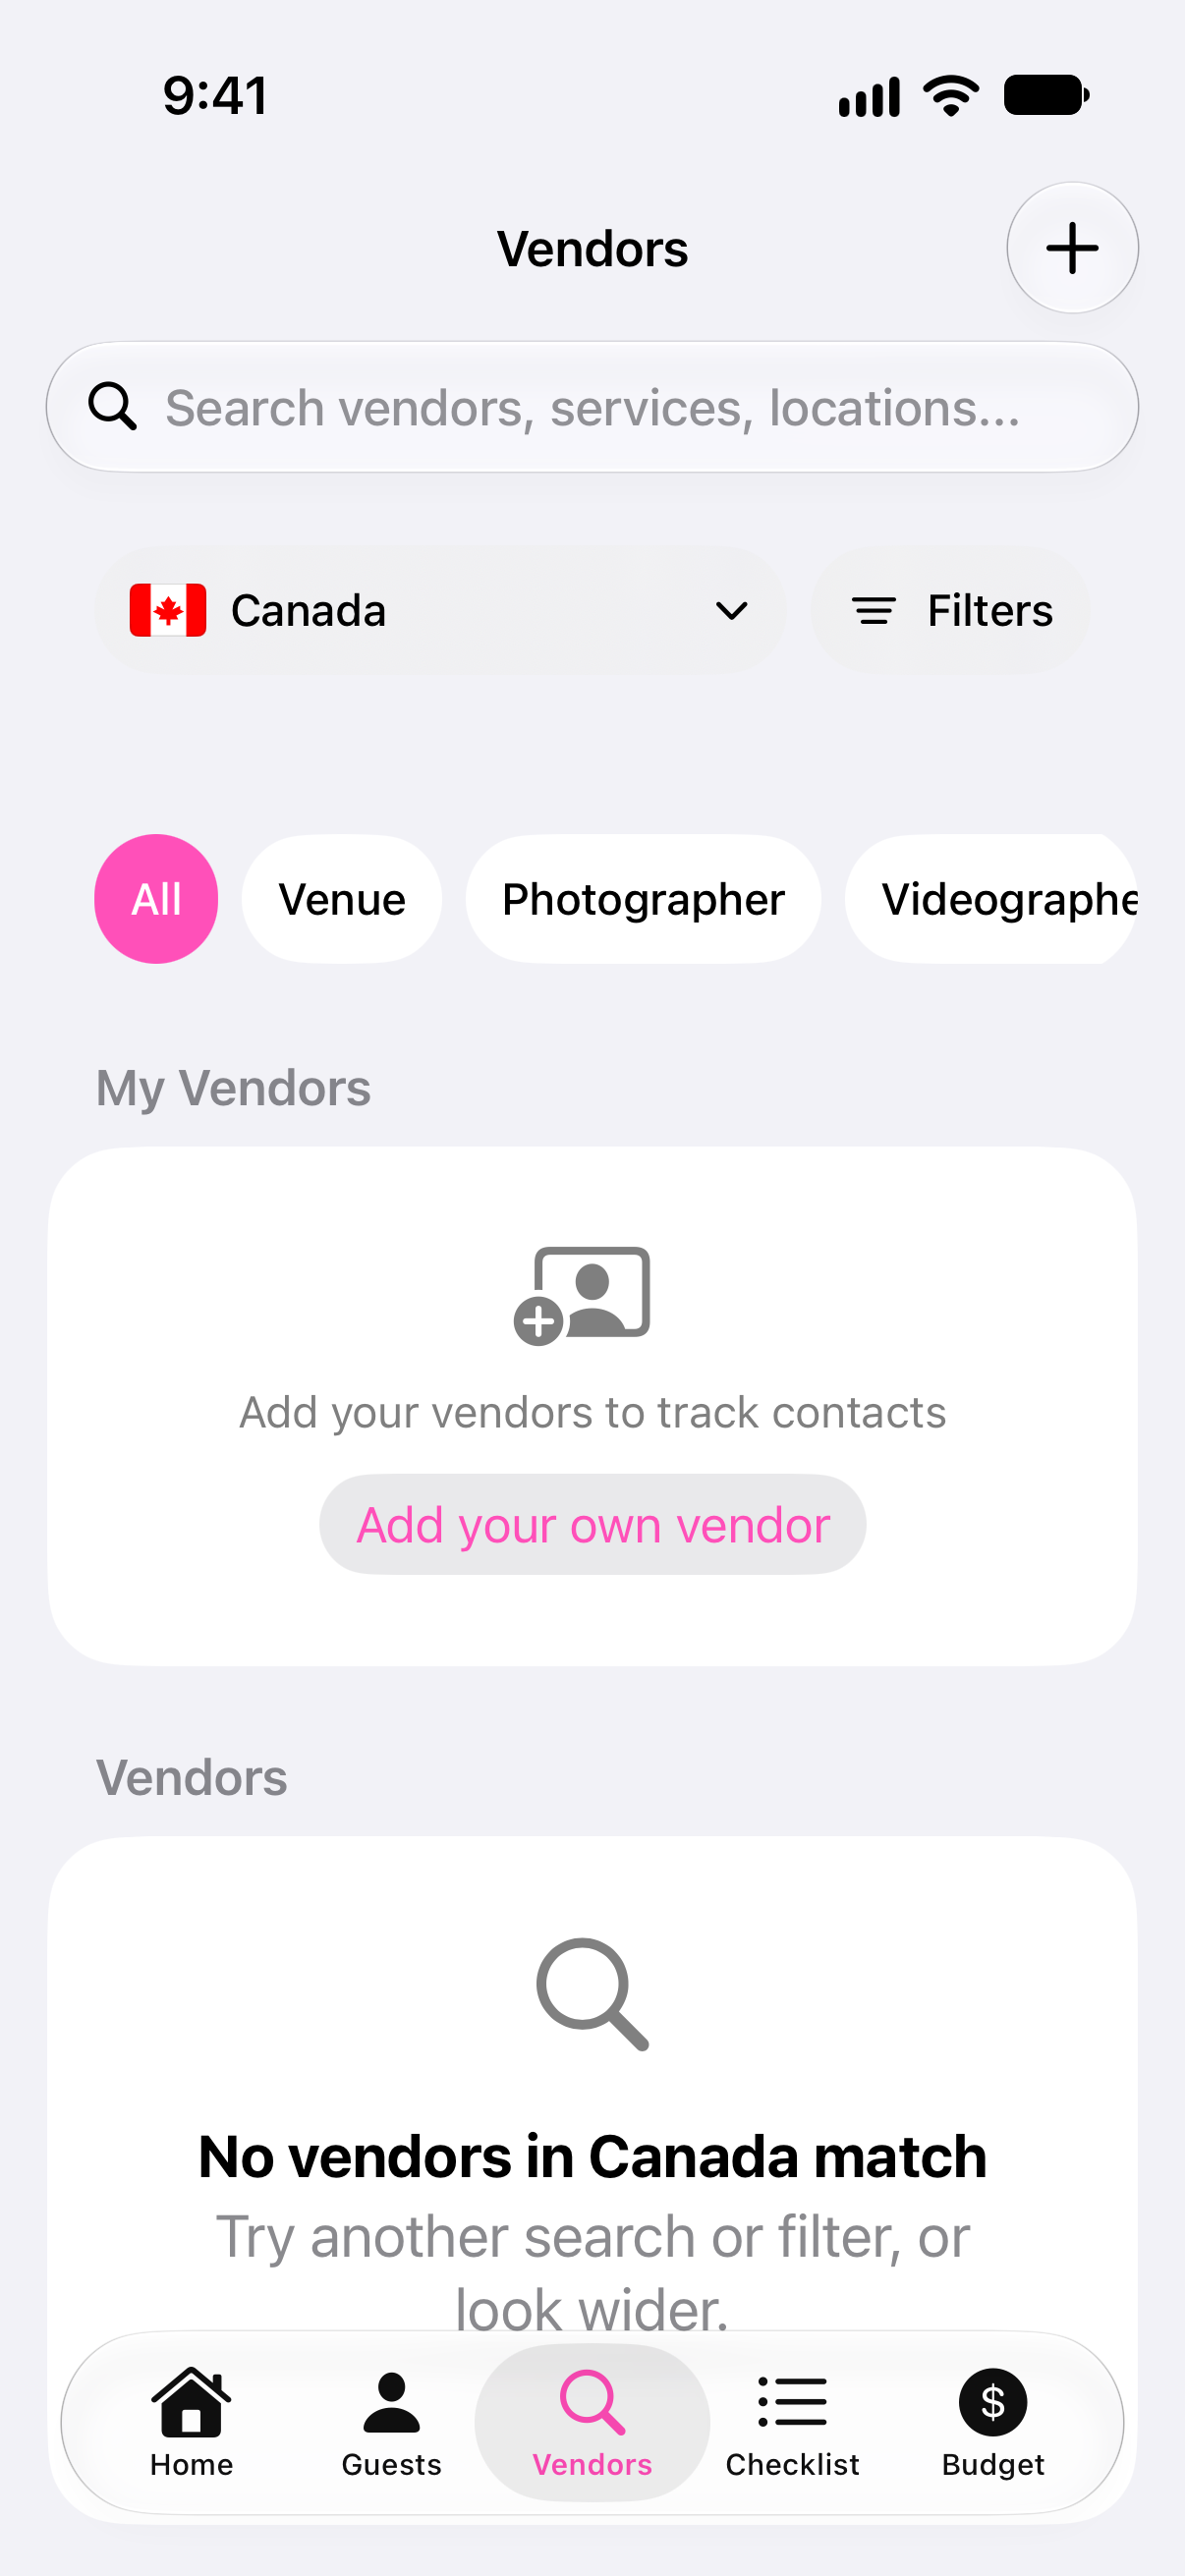 9:41
Vendors
Search vendors, services, locations...
Canada
Filters
All
Venue
Photographer
Videographe
My Vendors
Add your vendors to track contacts
Add your own vendor
Vendors
No vendors in Canada match
Try another search or filter, or
look wider.
Home
Guests
Vendors
Checklist
$
Budget